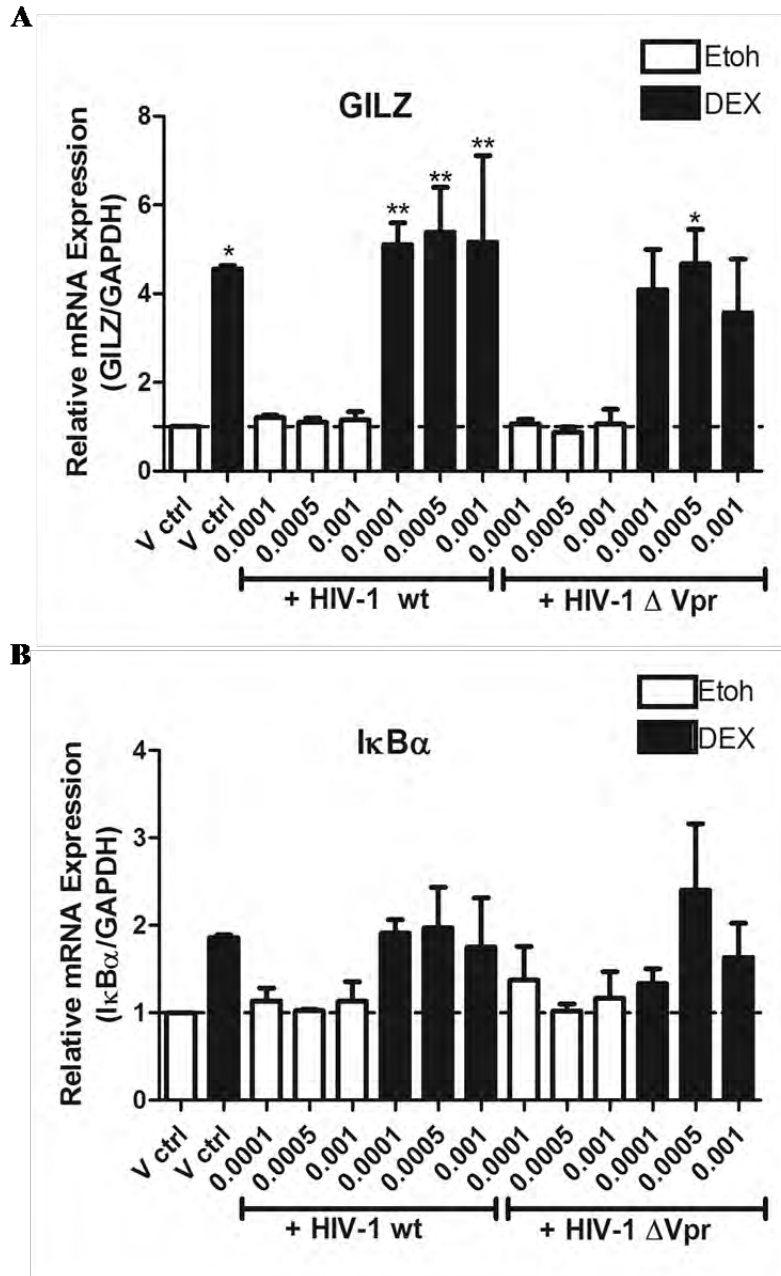 A
Etoh
DEX
GILZ
Relative mRNA Expression
(GILZ/GAPDH)
8
6
4
2
0
*
**
**
**
*
V ctrl
V ctrl
0.0001
0.0005
0.001
0.0001
0.0005
0.001
0.0001
0.0005
0.001
0.0001
0.0005
0.001
+ HIV-1 wt
+ HIV-1 Δ Vpr
B
Etoh
DEX
IκBα
Relative mRNA Expression
(IκBα/GAPDH)
4
3
2
1
0
V ctrl
V ctrl
0.0001
0.0005
0.001
0.0001
0.0005
0.001
0.0001
0.0005
0.001
0.0001
0.0005
0.001
+ HIV-1 wt
+ HIV-1 ΔVpr